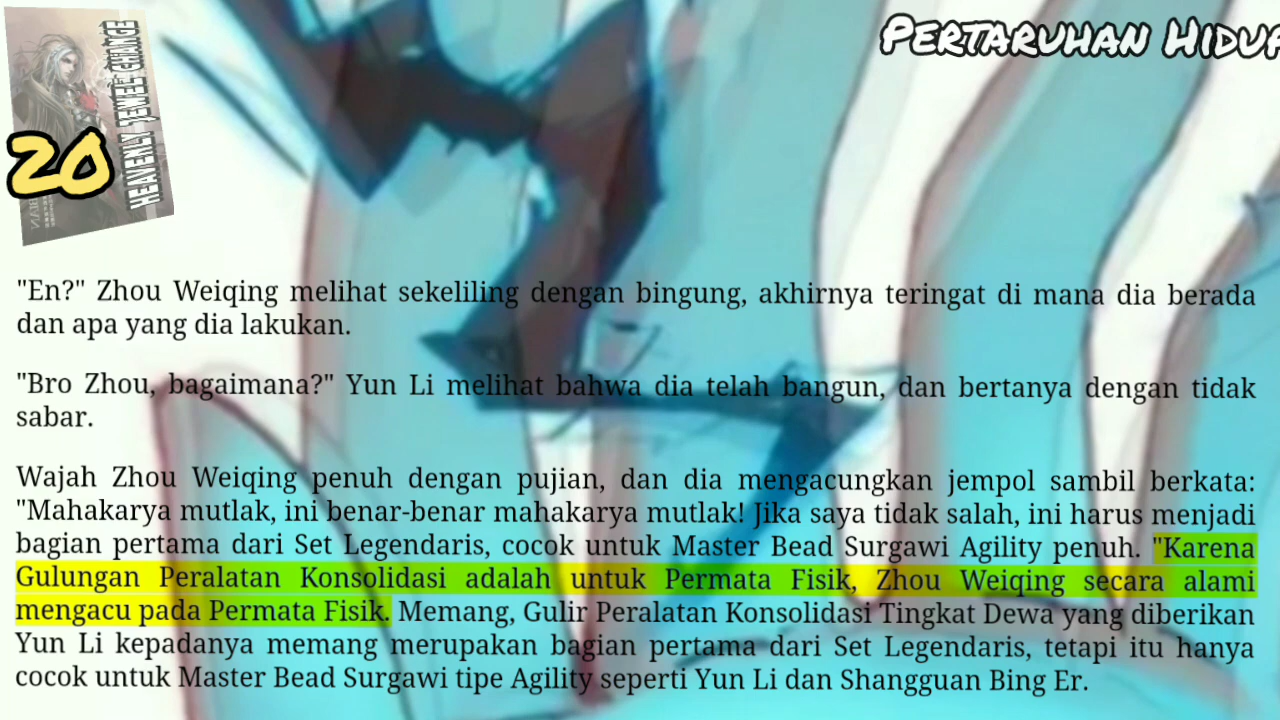 PERTARUHAN HIDUP
HEAVENLY JEWEL CHANGE
20
"En?" Zhou Weiqing melihat sekeliling dengan bingung, akhirnya teringat di mana dia berada
dan apa yang dia lakukan.
"Bro Zhou, bagaimana?" Yun Li melihat bahwa dia telah bangun, dan bertanya dengan tidak
sabar.
Wajah Zhou Weiqing penuh dengan pujian, dan dia mengacungkan jempol sambil berkata:
"Mahakarya mutlak, ini benar-benar mahakarya mutlak! Jika saya tidak salah, ini harus menjadi
bagian pertama dari Set Legendaris, cocok untuk Master Bead Surgawi Agility penuh. "Karena
Gulungan Peralatan Konsolidasi adalah untuk Permata Fisik, Zhou Weiqing secara alami
mengacu pada Permata Fisik. Memang, Gulir Peralatan Konsolidasi Tingkat Dewa yang diberikan
Yun Li kepadanya memang merupakan bagian pertama dari Set Legendaris, tetapi itu hanya
cocok untuk Master Bead Surgawi tipe Agility seperti Yun Li dan Shangguan Bing Er.